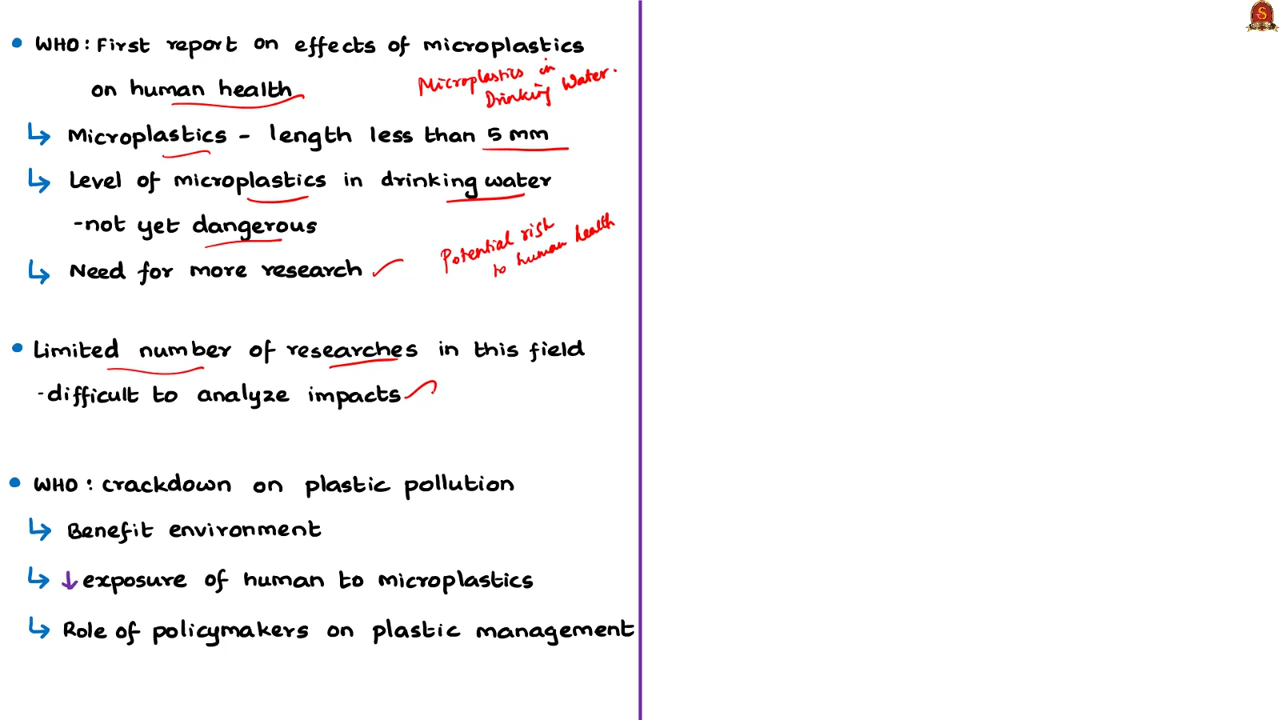 WHO: First report on effects of microplastics
on human health
Microplastics in
Drinking Water.
Microplastics - length less than 5 mm
Level of microplastics in drinking water
-not yet dangerous
Need for more research
Potential risk
to human health
Limited number of researches in this field
-difficult to analyze impacts
WHO: crackdown on plastic pollution
Benefit environment
↓exposure of human to microplastics
Role of policymakers on plastic management
S